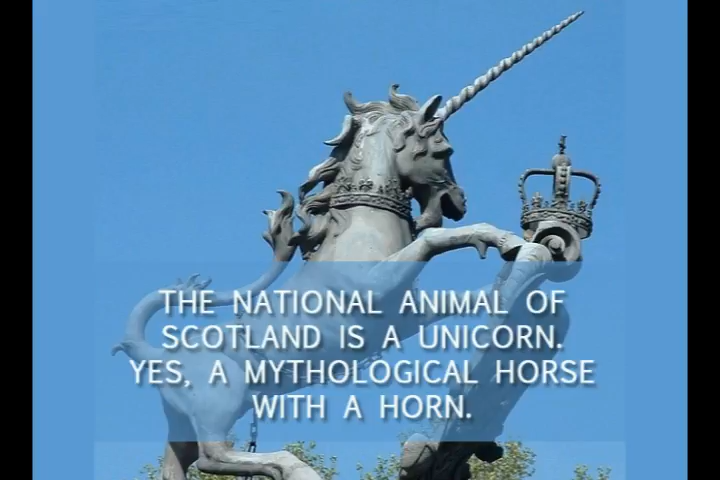 THE NATIONAL ANIMAL OF
SCOTLAND IS A UNICORN.
YES, A MYTHOLOGICAL HORSE
WITH A HORN.